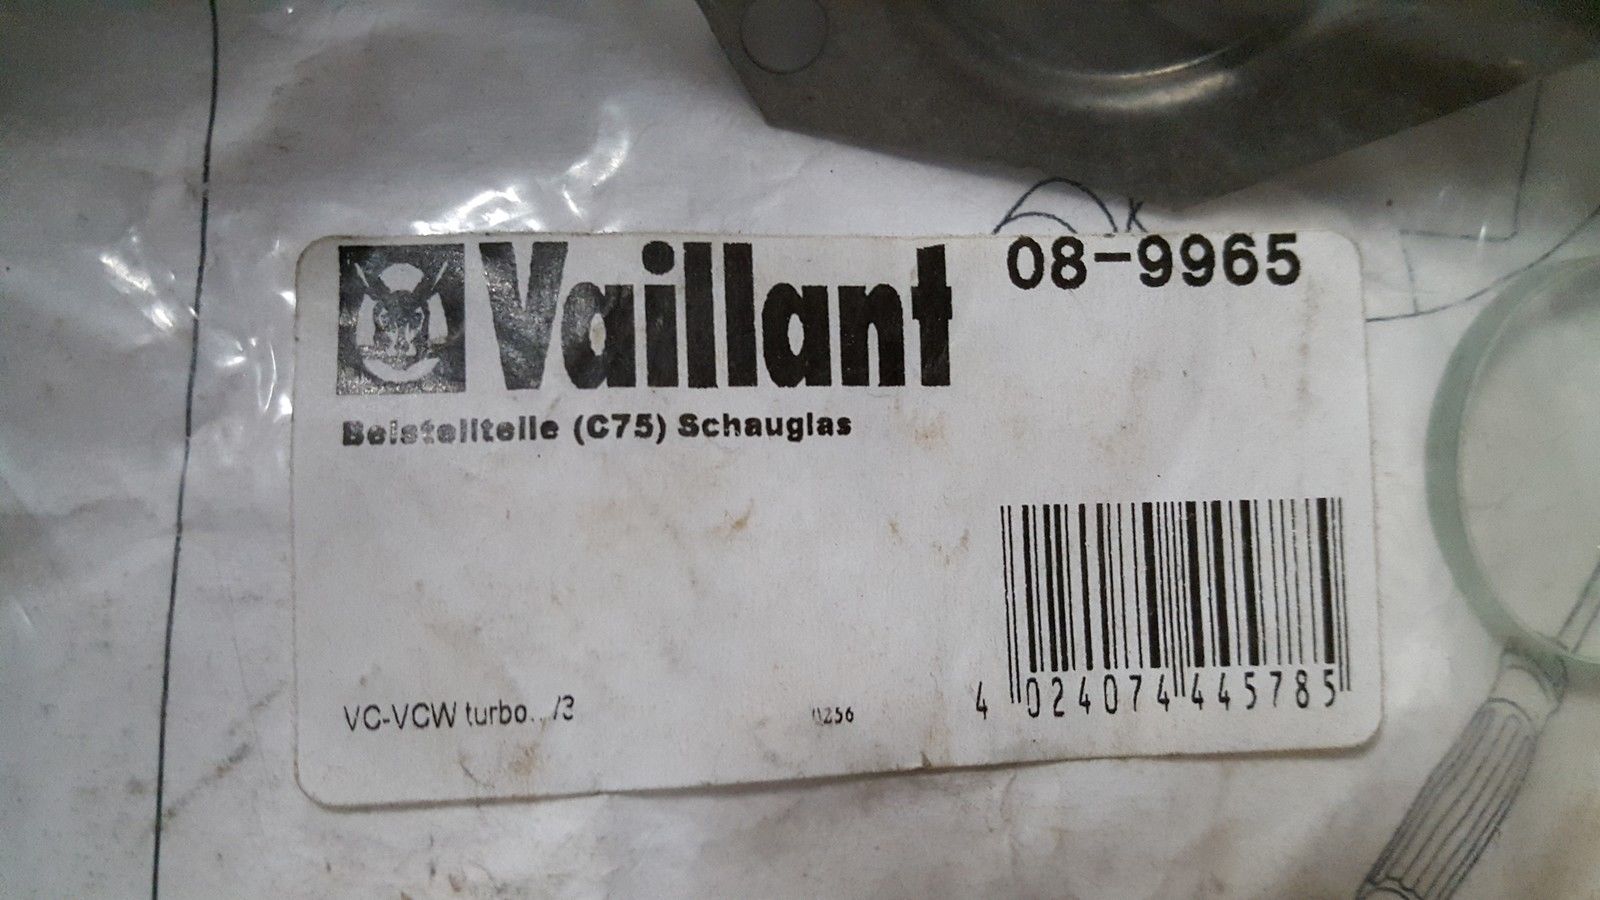 Vaillant
08-9965
Beistellteile (C75) Schauglas
VC-VCW turbo.. /3
0256
4 024074 445785
K